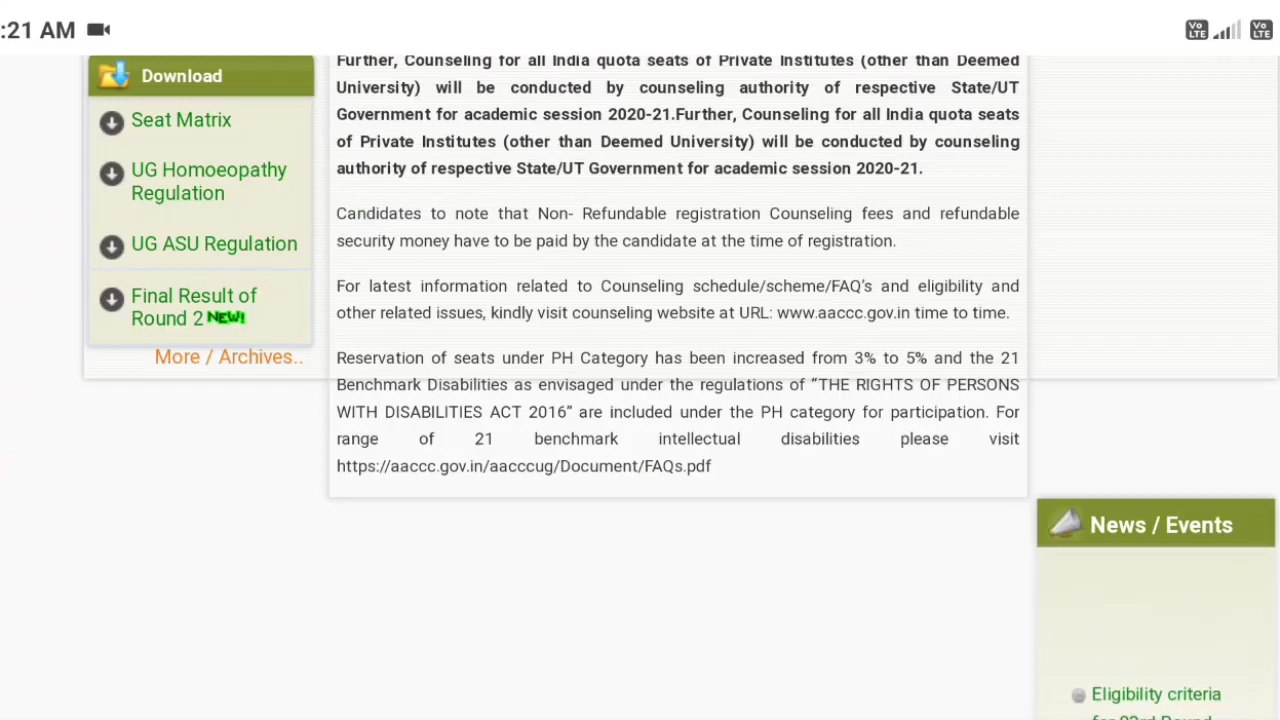 :21 AM
Vo LTE
Vo LTE
Download
Seat Matrix
UG Homoeopathy
Regulation
UG ASU Regulation
Final Result of
Round 2 NEW!
More / Archives..
Further, Counseling for all India quota seats of Private Institutes (other than Deemed
University) will be conducted by counseling authority of respective State/UT
Government for academic session 2020-21.Further, Counseling for all India quota seats
of Private Institutes (other than Deemed University) will be conducted by counseling
authority of respective State/UT Government for academic session 2020-21.
Candidates to note that Non- Refundable registration Counseling fees and refundable
security money have to be paid by the candidate at the time of registration.
For latest information related to Counseling schedule/scheme/FAQ's and eligibility and
other related issues, kindly visit counseling website at URL: www.aaccc.gov.in time to time.
Reservation of seats under PH Category has been increased from 3% to 5% and the 21
Benchmark Disabilities as envisaged under the regulations of “THE RIGHTS OF PERSONS
WITH DISABILITIES ACT 2016” are included under the PH category for participation. For
range of 21 benchmark intellectual disabilities please visit
https://aaccc.gov.in/aacccug/Document/FAQs.pdf
News / Events
Eligibility criteria
for 03rd Round